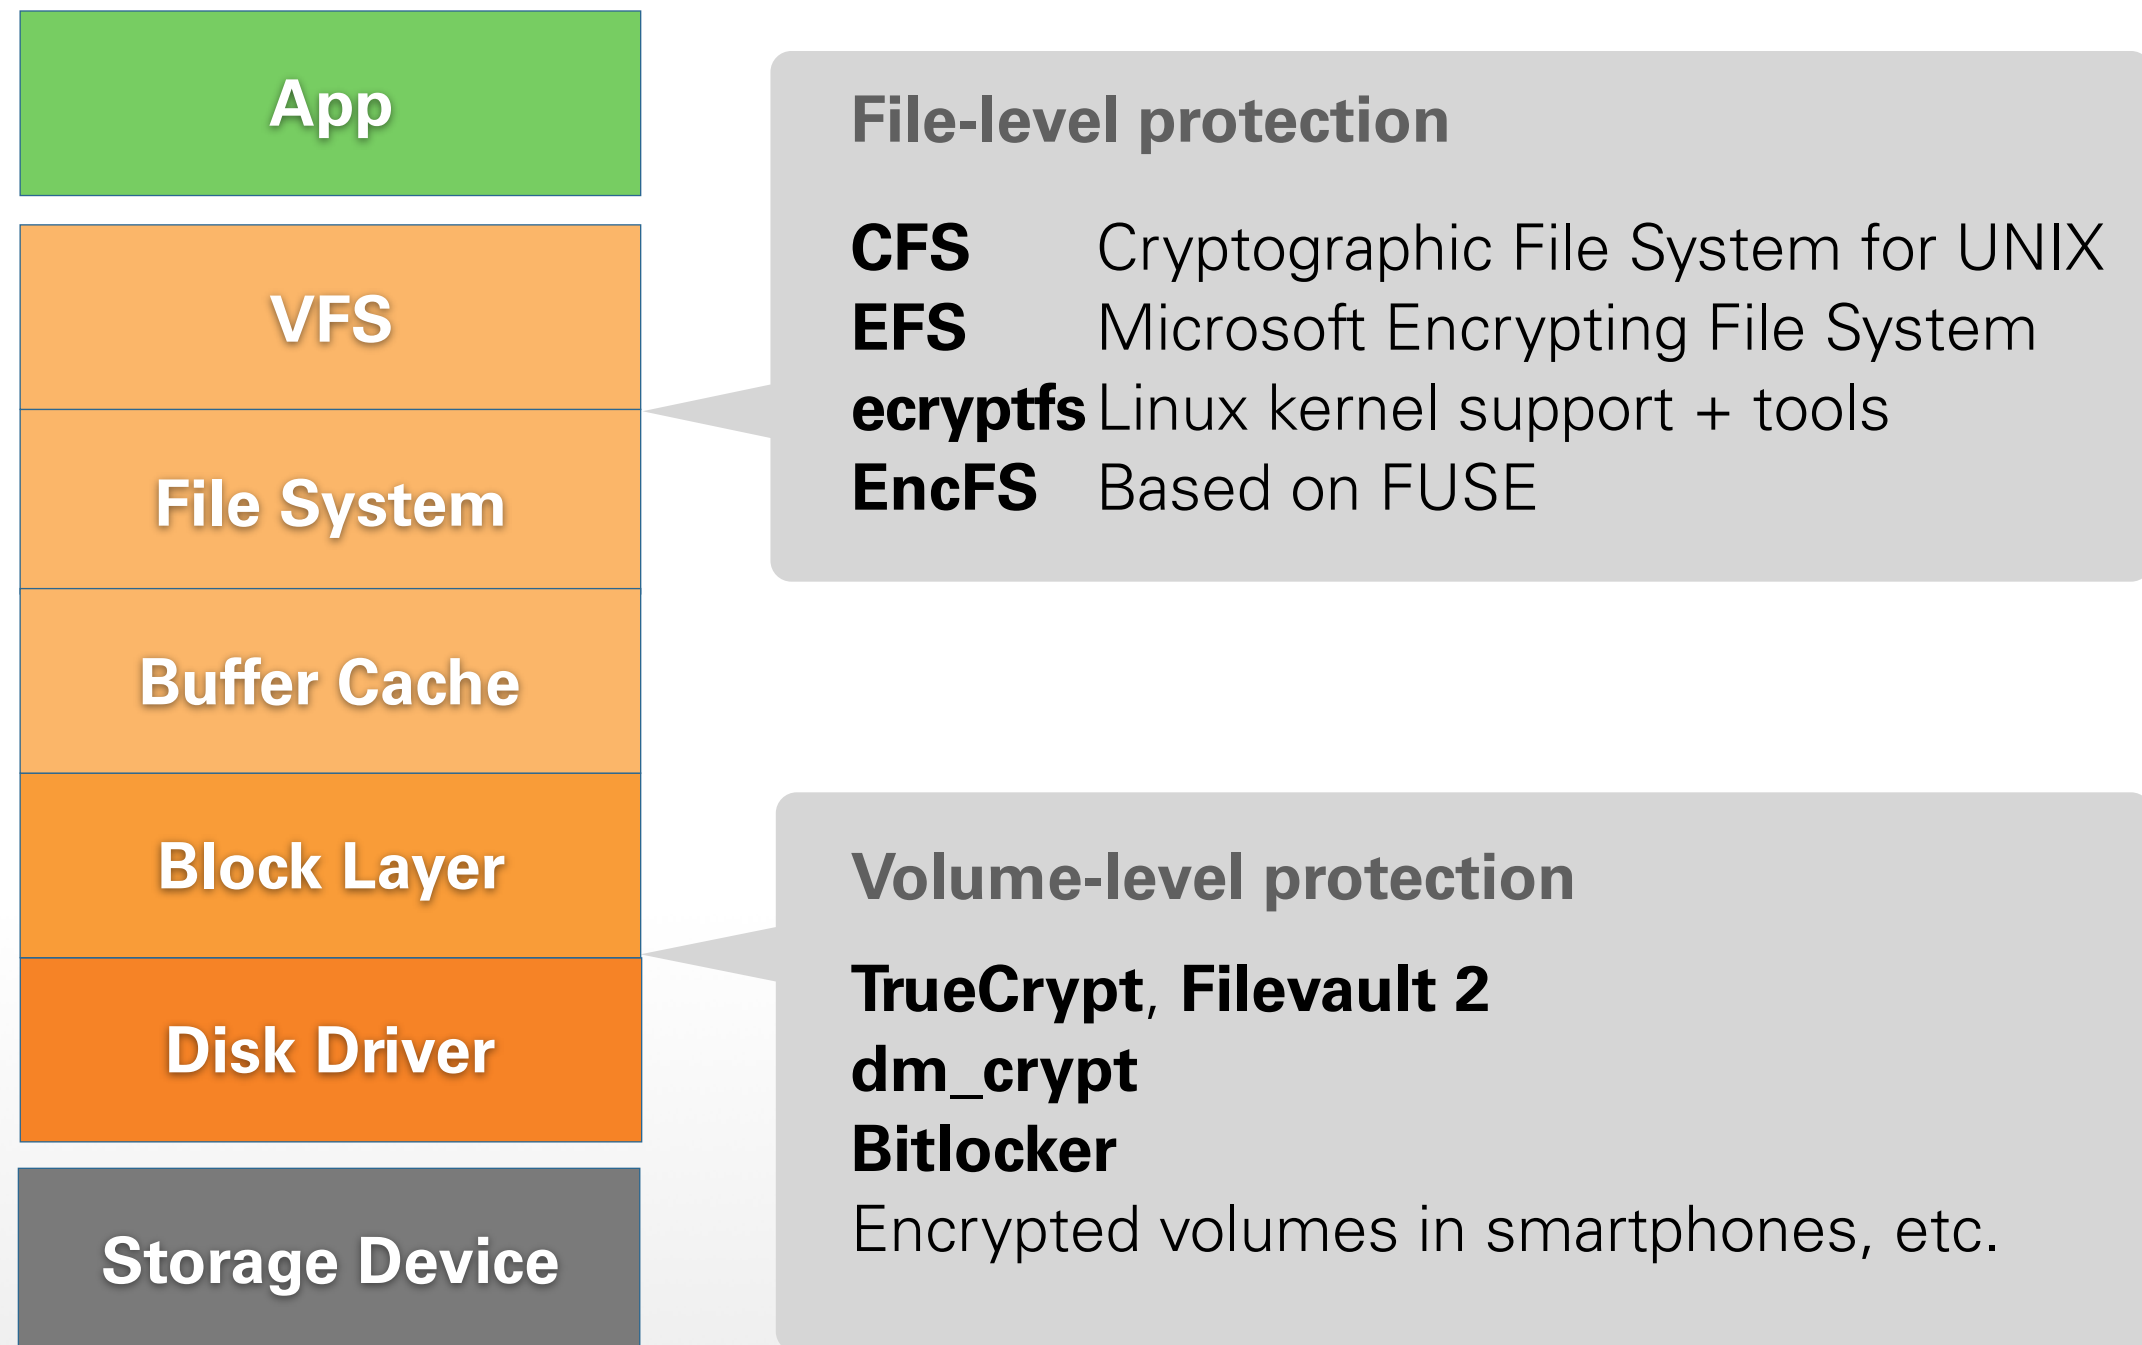 App
VFS
File System
Buffer Cache
Block Layer
Disk Driver
Storage Device
File-level protection
CFS Cryptographic File System for UNIX
EFS Microsoft Encrypting File System
ecryptfs Linux kernel support + tools
EncFS Based on FUSE
Volume-level protection
TrueCrypt, Filevault 2
dm_crypt
Bitlocker
Encrypted volumes in smartphones, etc.